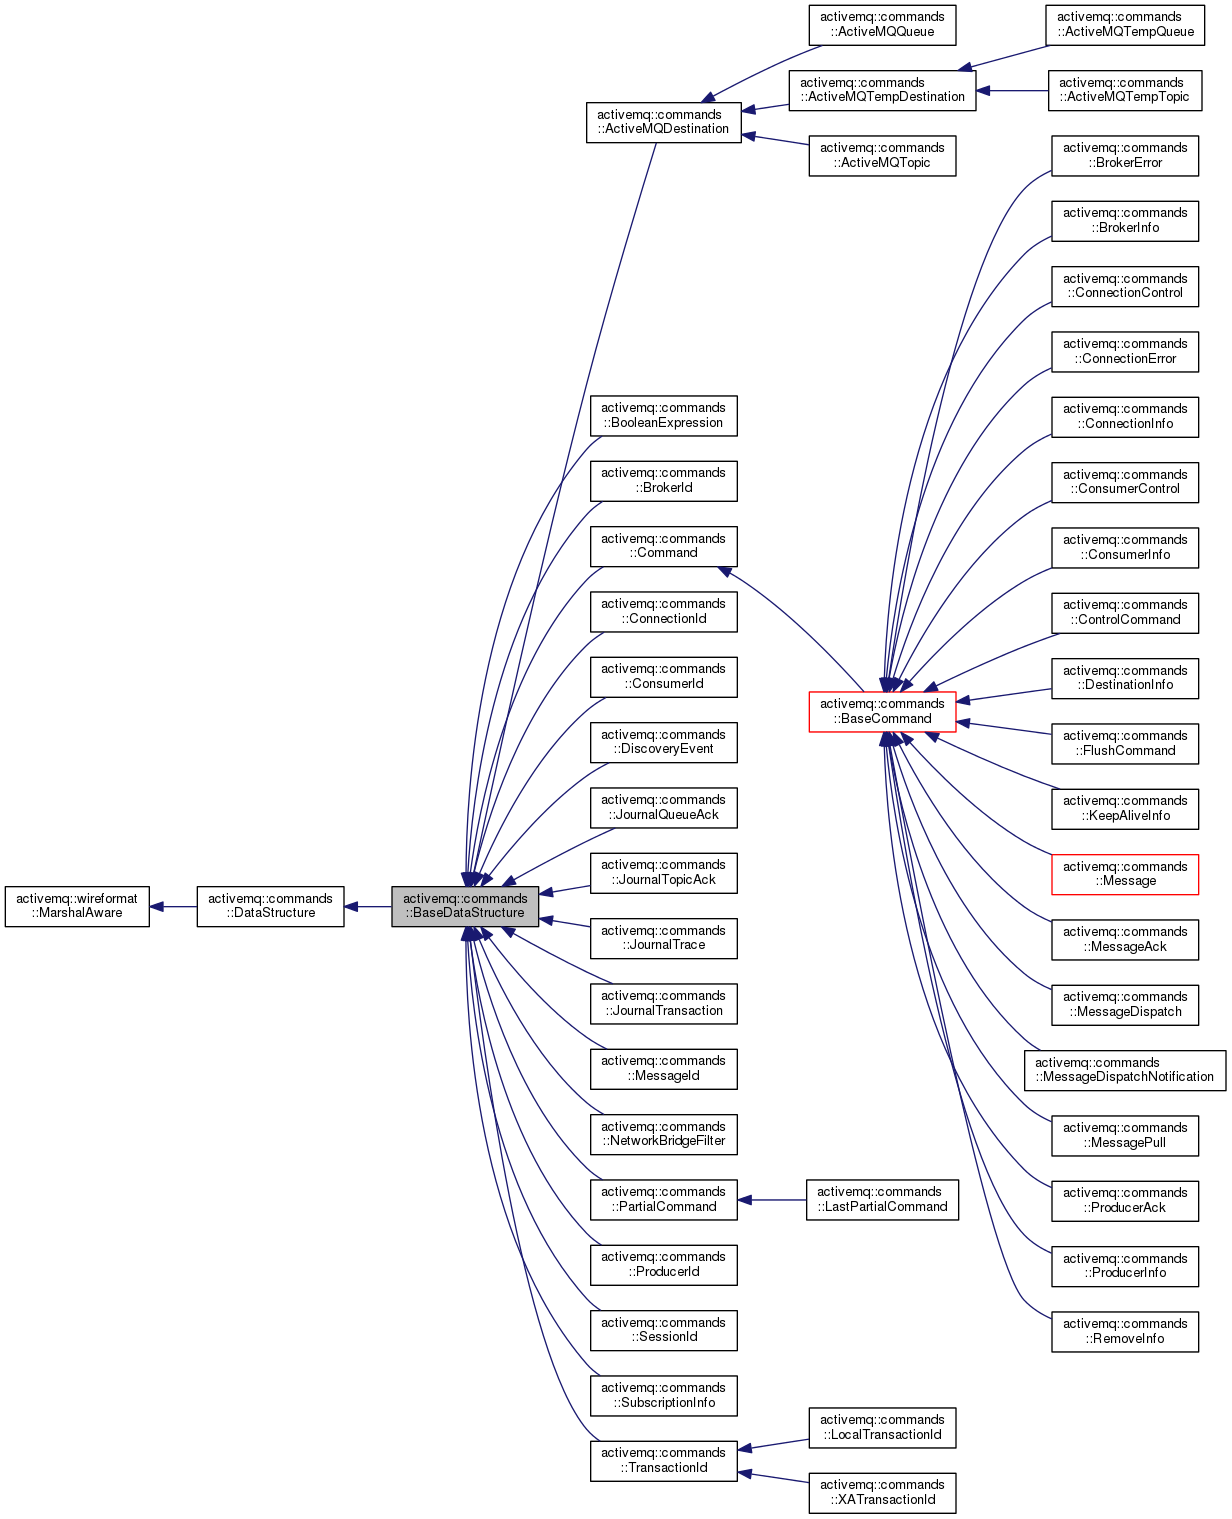 activemq::commands
::ActiveMQQueue
activemq::commands
::ActiveMQTempQueue
activemq::commands
::ActiveMQTempDestination
activemq::commands
::ActiveMQTempTopic
activemq::commands
::ActiveMQDestination
activemq::commands
::ActiveMQTopic
activemq::commands
::BrokerError
activemq::commands
::BrokerInfo
activemq::commands
::ConnectionControl
activemq::commands
::ConnectionError
activemq::commands
::ConnectionInfo
activemq::commands
::ConsumerControl
activemq::commands
::ConsumerInfo
activemq::commands
::ControlCommand
activemq::commands
::DestinationInfo
activemq::commands
::FlushCommand
activemq::commands
::KeepAliveInfo
activemq::commands
::Message
activemq::commands
::MessageAck
activemq::commands
::MessageDispatch
activemq::commands
::MessageDispatchNotification
activemq::commands
::MessagePull
activemq::commands
::ProducerAck
activemq::commands
::ProducerInfo
activemq::commands
::RemoveInfo
activemq::commands
::BaseCommand
activemq::commands
::BooleanExpression
activemq::commands
::BrokerId
activemq::commands
::Command
activemq::commands
::ConnectionId
activemq::commands
::ConsumerId
activemq::commands
::DiscoveryEvent
activemq::commands
::JournalQueueAck
activemq::commands
::JournalTopicAck
activemq::commands
::JournalTrace
activemq::commands
::JournalTransaction
activemq::commands
::MessageId
activemq::commands
::NetworkBridgeFilter
activemq::commands
::PartialCommand
activemq::commands
::LastPartialCommand
activemq::commands
::ProducerId
activemq::commands
::SessionId
activemq::commands
::SubscriptionInfo
activemq::commands
::TransactionId
activemq::commands
::LocalTransactionId
activemq::commands
::XATransactionId
activemq::wireformat
::MarshalAware
activemq::commands
::DataStructure
activemq::commands
::BaseDataStructure